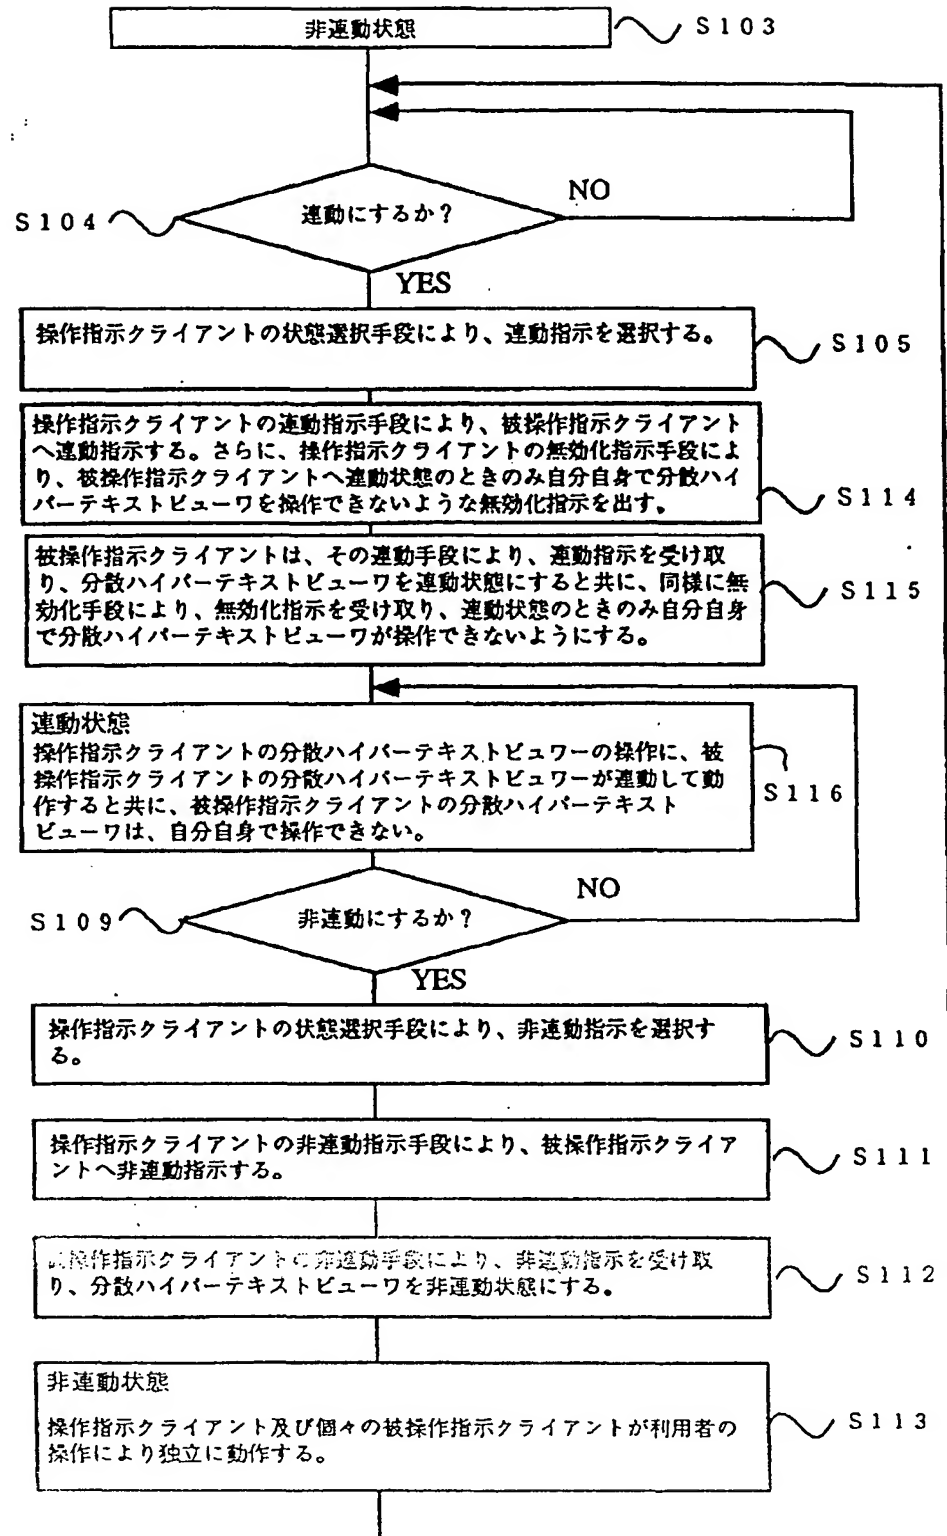 非連動状態
S103
連動にするか?
NO
S104
YES
操作指示クライアントの状態選択手段により、連動指示を選択する。
S105
操作指示クライアントの連動指示手段により、被操作指示クライアント
へ連動指示する。さらに、操作指示クライアントの無効化指示手段によ
り、被操作指示クライアントへ連動状態のときのみ自分自身で分散ハイ
パーテキストビューワを操作できないような無効化指示を出す。
S114
被操作指示クライアントは、その連動手段により、連動指示を受け取
り、分散ハイパーテキストビューワを連動状態にすると共に、同様に無
効化手段により、無効化指示を受け取り、連動状態のときのみ自分自身
で分散ハイパーテキストビューワが操作できないようにする。
S115
連動状態
操作指示クライアントの分散ハイパーテキストビュワーの操作に、被
操作指示クライアントの分散ハイパーテキストビュワーが連動して動
作すると共に、被操作指示クライアントの分散ハイパーテキスト
ビューワは、自分自身で操作できない。
S116
非連動にするか?
NO
S109
YES
操作指示クライアントの状態選択手段により、非連動指示を選択す
る。
S110
操作指示クライアントの非連動指示手段により、被操作指示クライア
ントへ非連動指示する。
S111
操作指示クライアントの非連動手段により、非連動指示を受け取
り、分散ハイパーテキストビューワを非連動状態にする。
S112
非連動状態
操作指示クライアント及び個々の被操作指示クライアントが利用者の
操作により独立に動作する。
S113